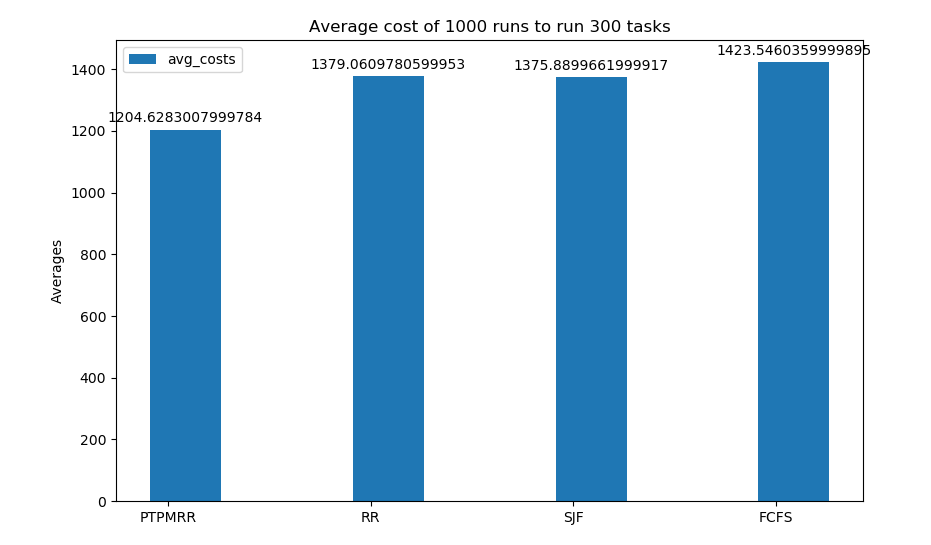 Average cost of 1000 runs to run 300 tasks
avg_costs
1204.6283007999784
1379.0609780599953
1375.8899661999917
1423.5460359999895
1400
1200
1000
800
600
400
200
0
Averages
PTPMRR
RR
SJF
FCFS